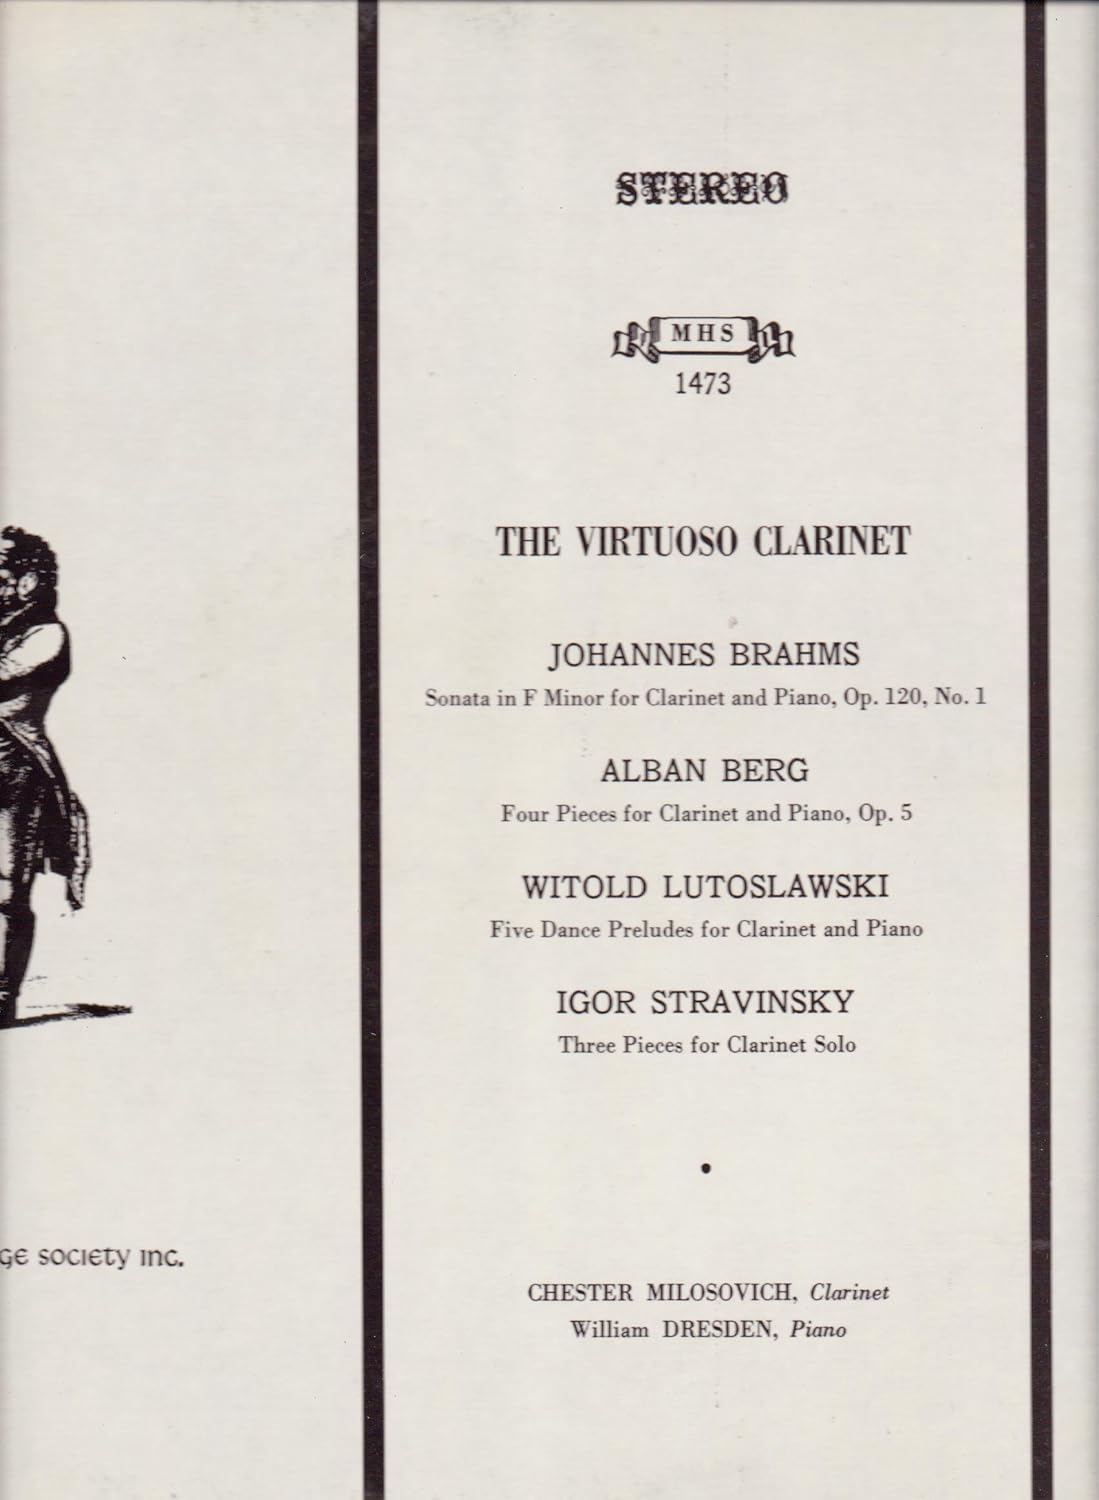 STEREO
MHS
1473
THE VIRTUOSO CLARINET
JOHANNES BRAHMS
Sonata in F Minor for Clarinet and Piano, Op. 120, No. 1
ALBAN BERG
Four Pieces for Clarinet and Piano, Op. 5
WITOLD LUTOSLAWSKI
Five Dance Preludes for Clarinet and Piano
IGOR STRAVINSKY
Three Pieces for Clarinet Solo
ge society inc.
CHESTER MILOSOVICH, Clarinet
William DRESDEN, Piano